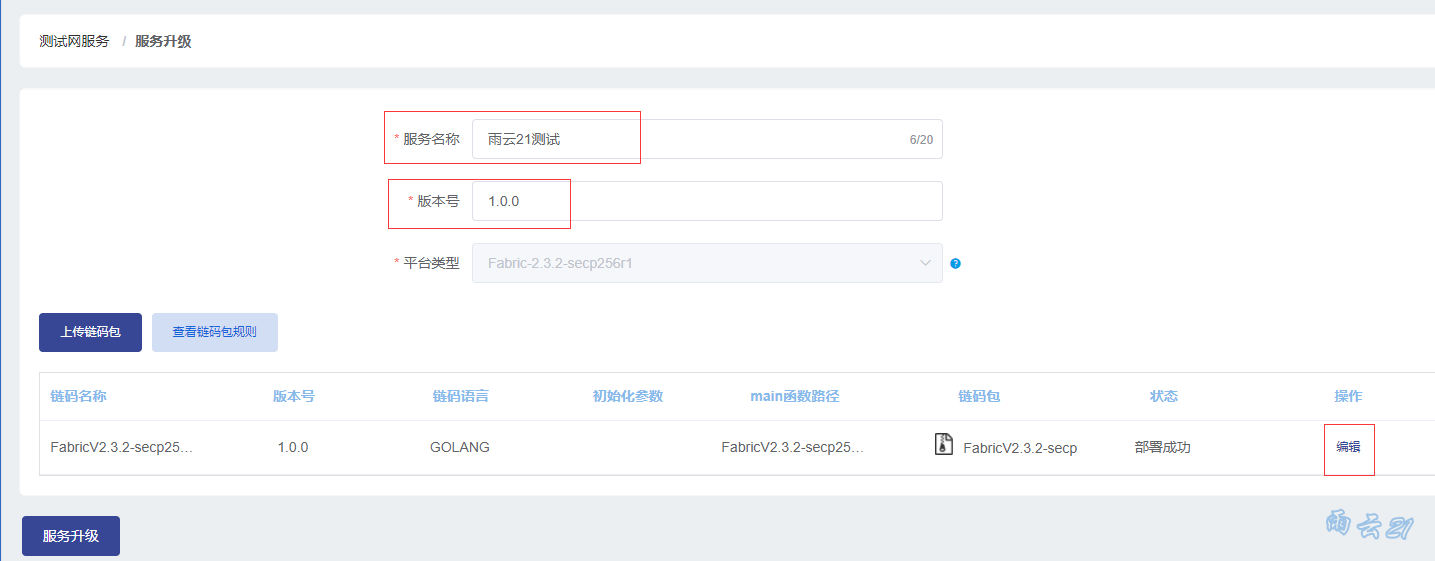 测试网服务 / 服务升级
* 服务名称 雨云21测试 6/20
* 版本号 1.0.0
* 平台类型 Fabric-2.3.2-secp256r1 ?
上传链码包 查看链码包规则
链码名称 版本号 链码语言 初始化参数 main函数路径 链码包 状态 操作
FabricV2.3.2-secp25... 1.0.0 GOLANG FabricV2.3.2-secp25... FabricV2.3.2-secp 部署成功 编辑
服务升级
雨云21